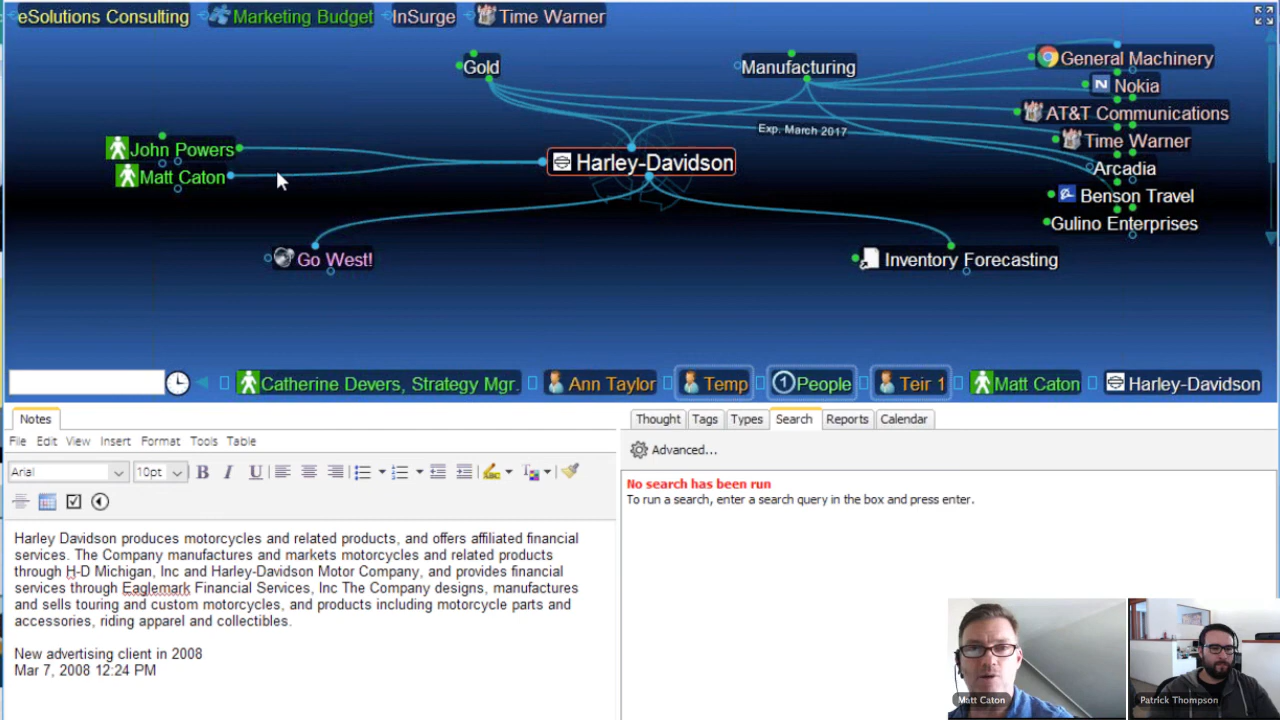 eSolutions Consulting Marketing Budget InSurge Time Warner
Gold
Manufacturing
General Machinery
Nokia
AT&T Communications
Exp. March 2017
Time Warner
John Powers
Harley-Davidson
Arcadia
Matt Caton
Benson Travel
Gulino Enterprises
Go West!
Inventory Forecasting
Catherine Devers, Strategy Mgr. Ann Taylor Temp People Teir 1 Matt Caton Harley-Davidson
Notes
File Edit View Insert Format Tools Table
Arial 10pt B I U
Harley Davidson produces motorcycles and related products, and offers affiliated financial
services. The Company manufactures and markets motorcycles and related products
through H-D Michigan, Inc and Harley-Davidson Motor Company, and provides financial
services through Eaglemark Financial Services, Inc The Company designs, manufactures
and sells touring and custom motorcycles, and products including motorcycle parts and
accessories, riding apparel and collectibles.
New advertising client in 2008
Mar 7, 2008 12:24 PM
Thought Tags Types Search Reports Calendar
Advanced...
No search has been run
To run a search, enter a search query in the box and press enter.
Matt Caton
Patrick Thompson